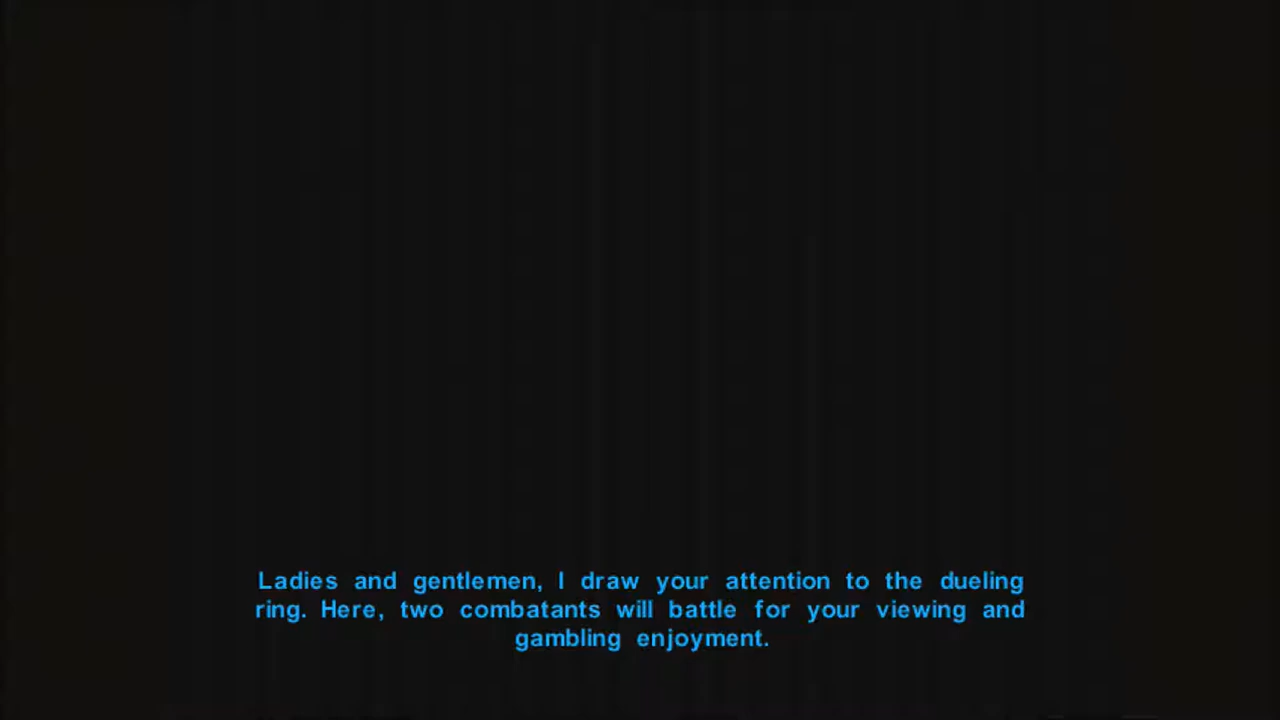 Ladies and gentlemen, I draw your attention to the dueling
ring. Here, two combatants will battle for your viewing and
gambling enjoyment.